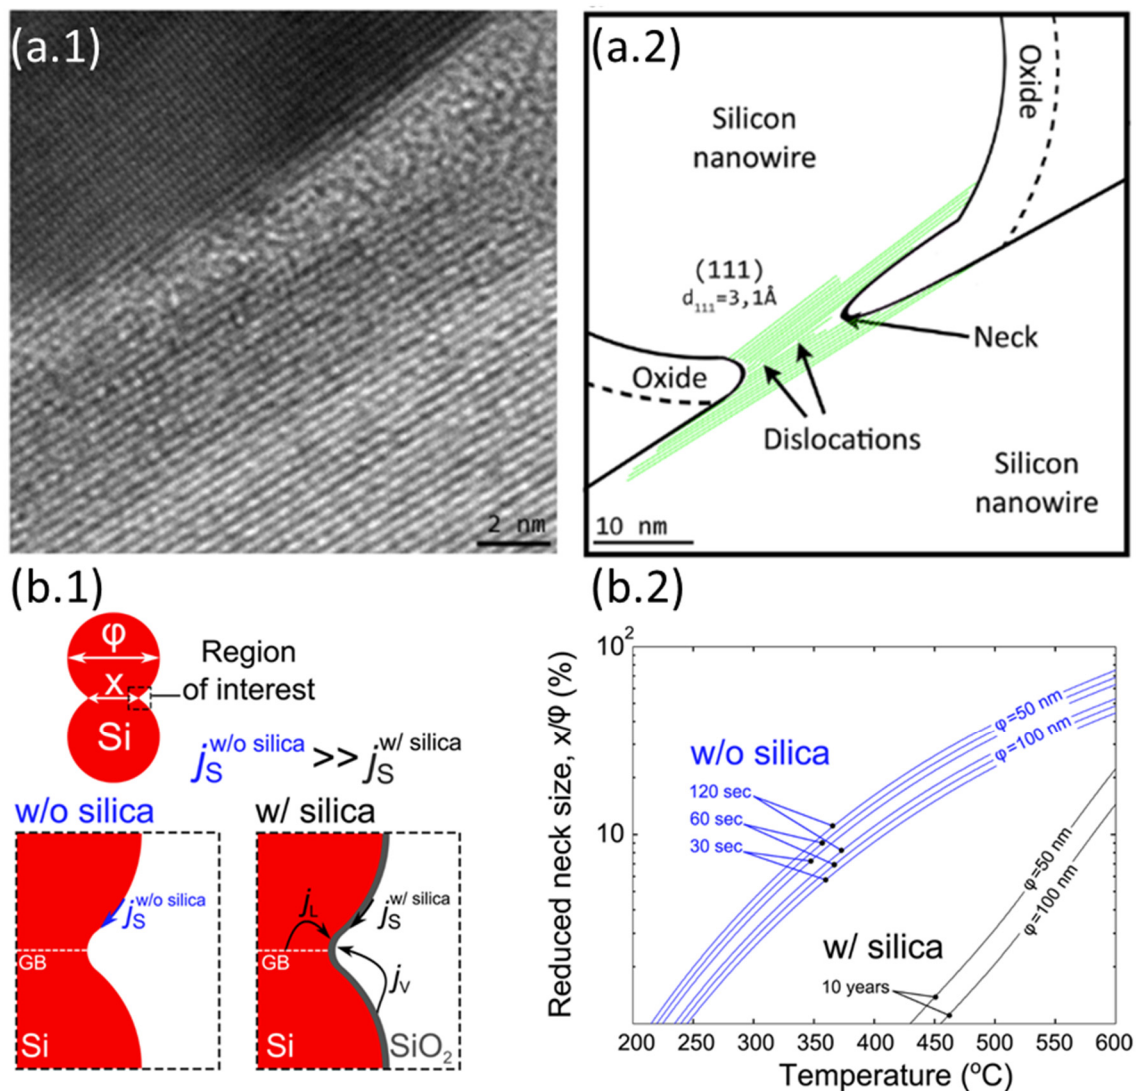 (a.1)
2 nm
(a.2)
Silicon
nanowire
Oxide
(111)
d₁₁₁=3,1Å
Neck
Oxide
Dislocations
Silicon
nanowire
10 nm
(b.1)
φ
x
Si
Region
of interest
jS^w/o silica >> jS^w/ silica
w/o silica
jS^w/o silica
GB
Si
w/ silica
jL
jS^w/ silica
GB
jV
Si
SiO₂
(b.2)
Reduced neck size, x/φ (%)
10²
10
w/o silica
120 sec
60 sec
30 sec
φ=50 nm
φ=100 nm
w/ silica
10 years
φ=50 nm
φ=100 nm
200 250 300 350 400 450 500 550 600
Temperature (ºC)